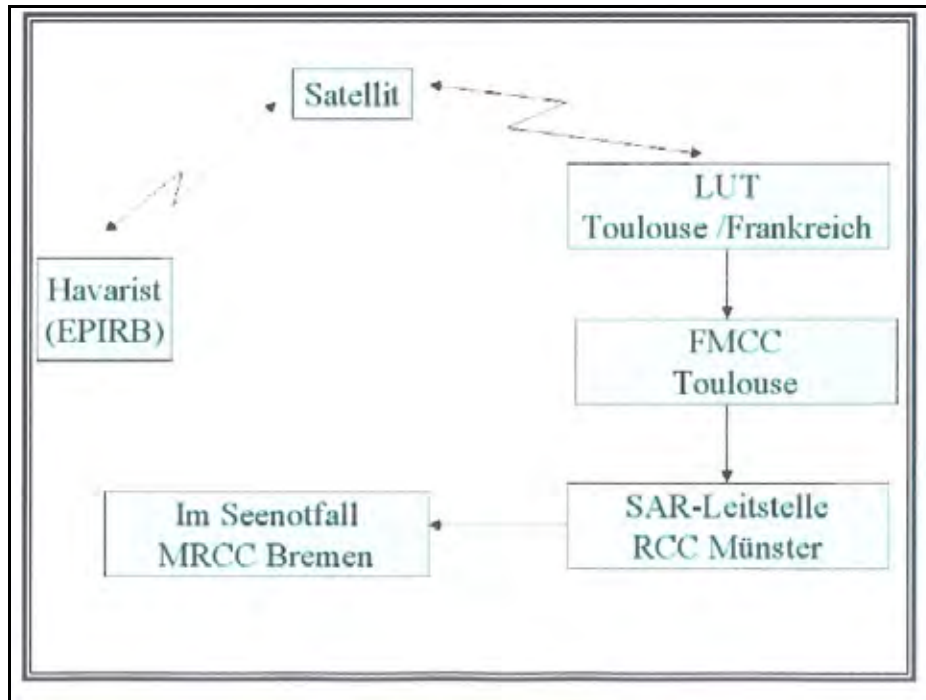 Satellit
LUT
Toulouse /Frankreich
Havarist
(EPIRB)
FMCC
Toulouse
SAR-Leitstelle
RCC Münster
Im Seenotfall
MRCC Bremen